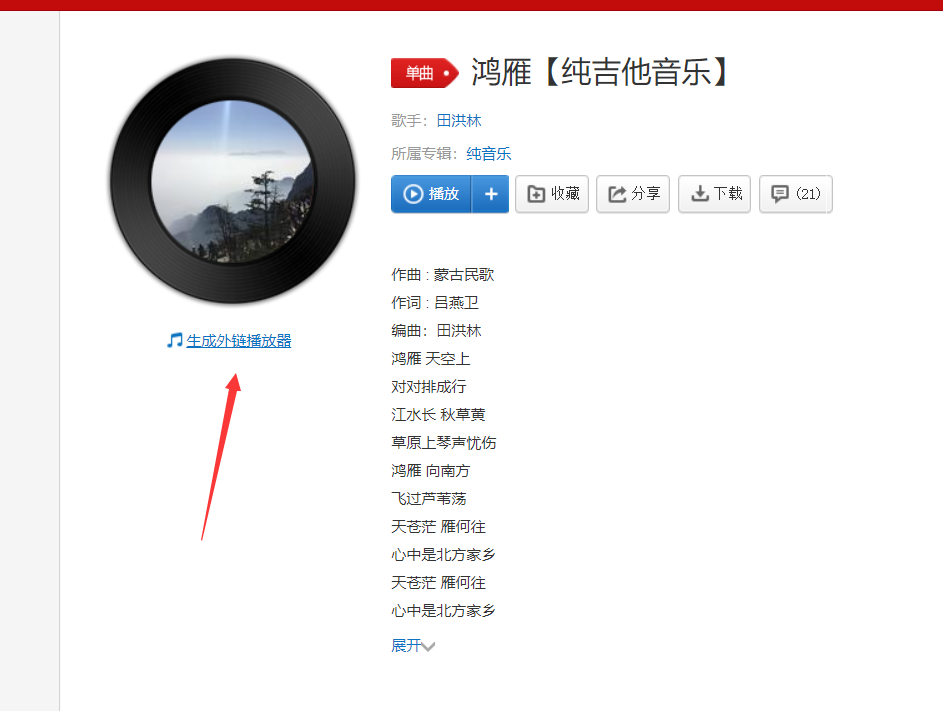 单曲 鸿雁【纯吉他音乐】
歌手：田洪林
所属专辑：纯音乐
播放 + 收藏 分享 下载 (21)
生成外链播放器
作曲 : 蒙古民歌
作词 : 吕燕卫
编曲：田洪林
鸿雁 天空上
对对排成行
江水长 秋草黄
草原上琴声忧伤
鸿雁 向南方
飞过芦苇荡
天苍茫 雁何往
心中是北方家乡
天苍茫 雁何往
心中是北方家乡
展开